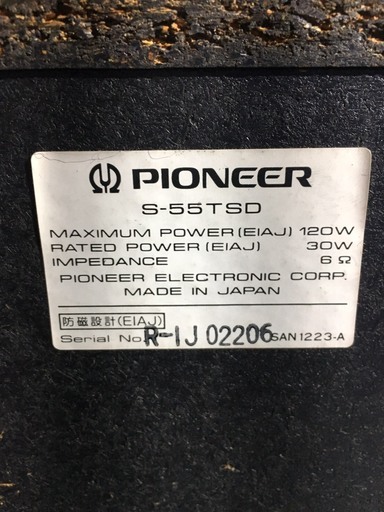 PIONEER
S-55TSD
MAXIMUM POWER (EIAJ) 120W
RATED POWER (EIAJ) 30W
IMPEDANCE 6 Ω
PIONEER ELECTRONIC CORP.
MADE IN JAPAN
防磁設計(EIAJ)
Serial No. R-IJ 02206 SAN1223-A